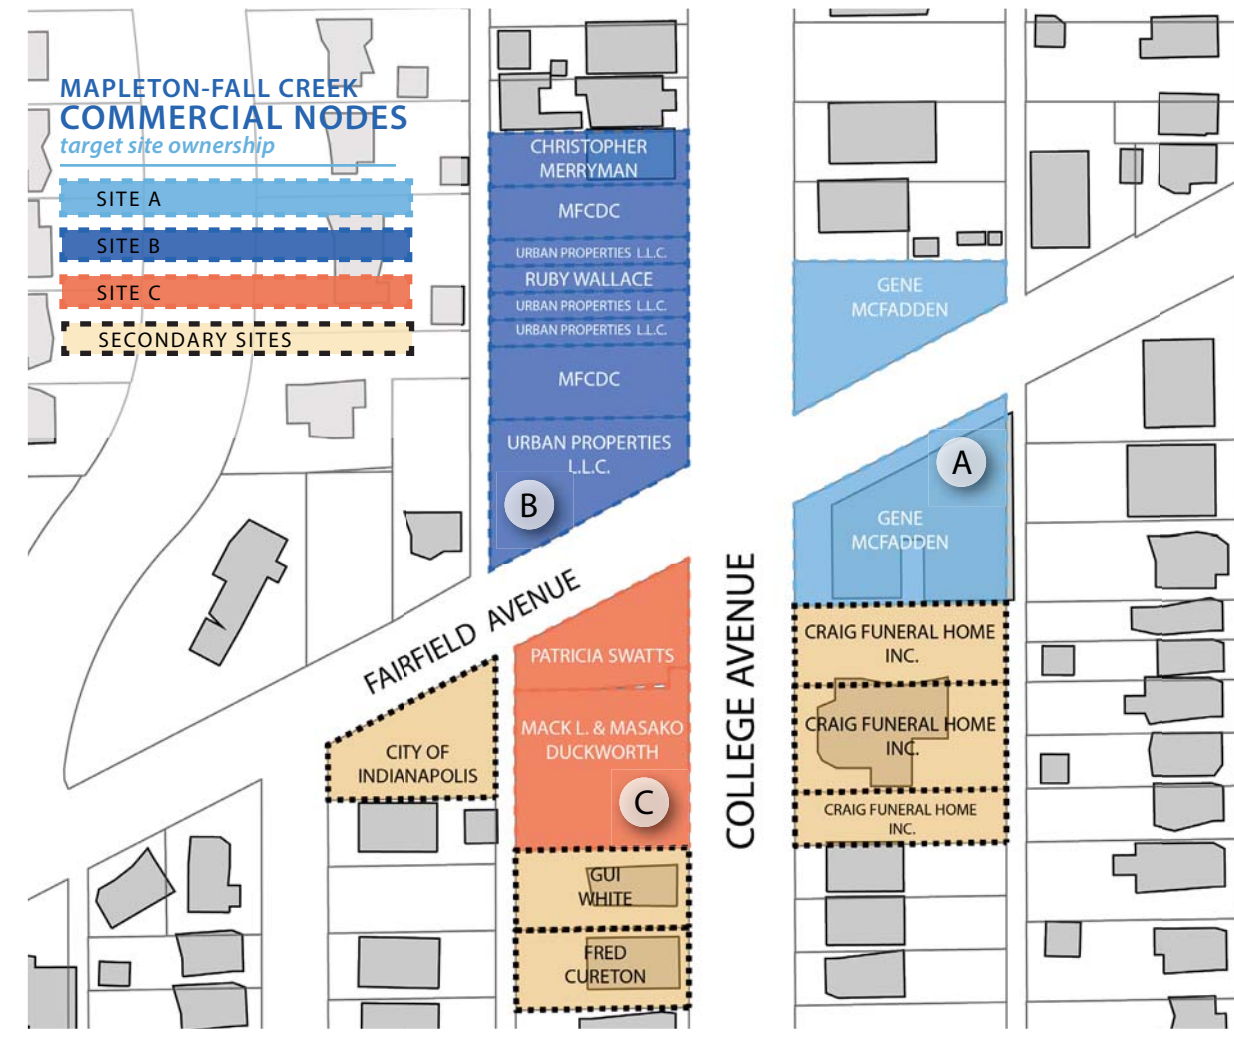 MAPLETON-FALL CREEK
COMMERCIAL NODES
target site ownership
SITE A
SITE B
SITE C
SECONDARY SITES
CHRISTOPHER
MERRYMAN
MFCDC
URBAN PROPERTIES L.L.C.
RUBY WALLACE
URBAN PROPERTIES L.L.C.
URBAN PROPERTIES L.L.C.
MFCDC
URBAN PROPERTIES
L.L.C.
B
GENE
MCFADDEN
A
GENE
MCFADDEN
FAIRFIELD AVENUE
COLLEGE AVENUE
PATRICIA SWATTS
MACK L. & MASAKO
DUCKWORTH
C
CITY OF
INDIANAPOLIS
CRAIG FUNERAL HOME
INC.
CRAIG FUNERAL HOME
INC.
CRAIG FUNERAL HOME
INC.
GUI
WHITE
FRED
CURETON